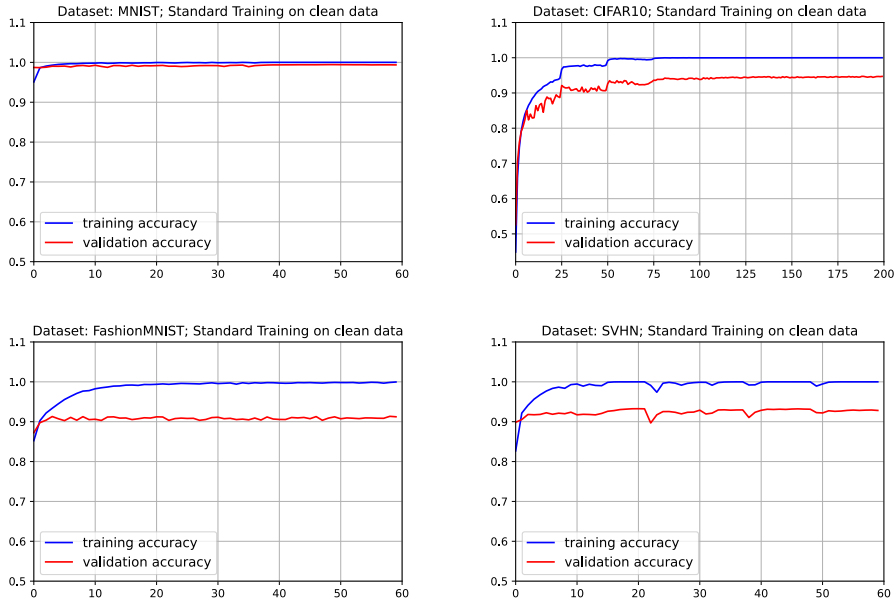 Dataset: MNIST; Standard Training on clean data
1.1
1.0
0.9
0.8
0.7
0.6
0.5
training accuracy
validation accuracy
0 10 20 30 40 50 60
Dataset: CIFAR10; Standard Training on clean data
1.1
1.0
0.9
0.8
0.7
0.6
0.5
training accuracy
validation accuracy
0 25 50 75 100 125 150 175 200
Dataset: FashionMNIST; Standard Training on clean data
1.1
1.0
0.9
0.8
0.7
0.6
0.5
training accuracy
validation accuracy
0 10 20 30 40 50 60
Dataset: SVHN; Standard Training on clean data
1.1
1.0
0.9
0.8
0.7
0.6
0.5
training accuracy
validation accuracy
0 10 20 30 40 50 60